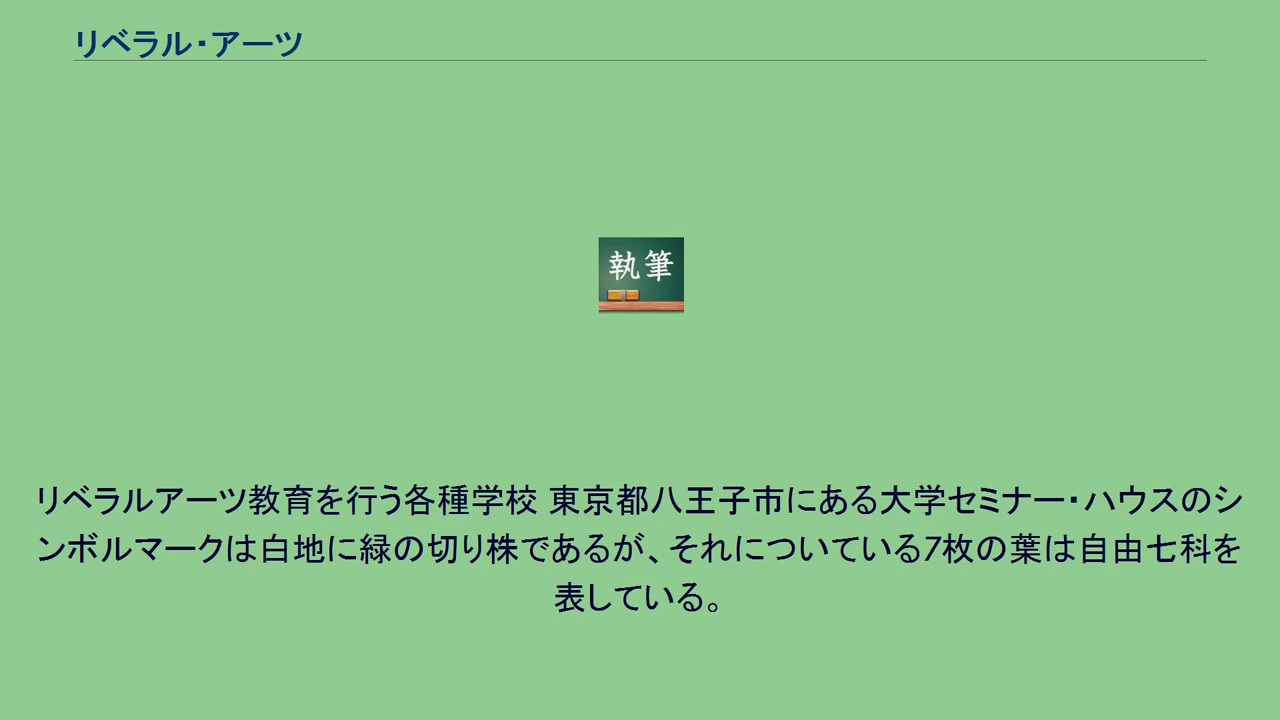 リベラル・アーツ
執筆
リベラルアーツ教育を行う各種学校 東京都八王子市にある大学セミナー・ハウスのシ
ンボルマークは白地に緑の切り株であるが、それについている7枚の葉は自由七科を
表している。